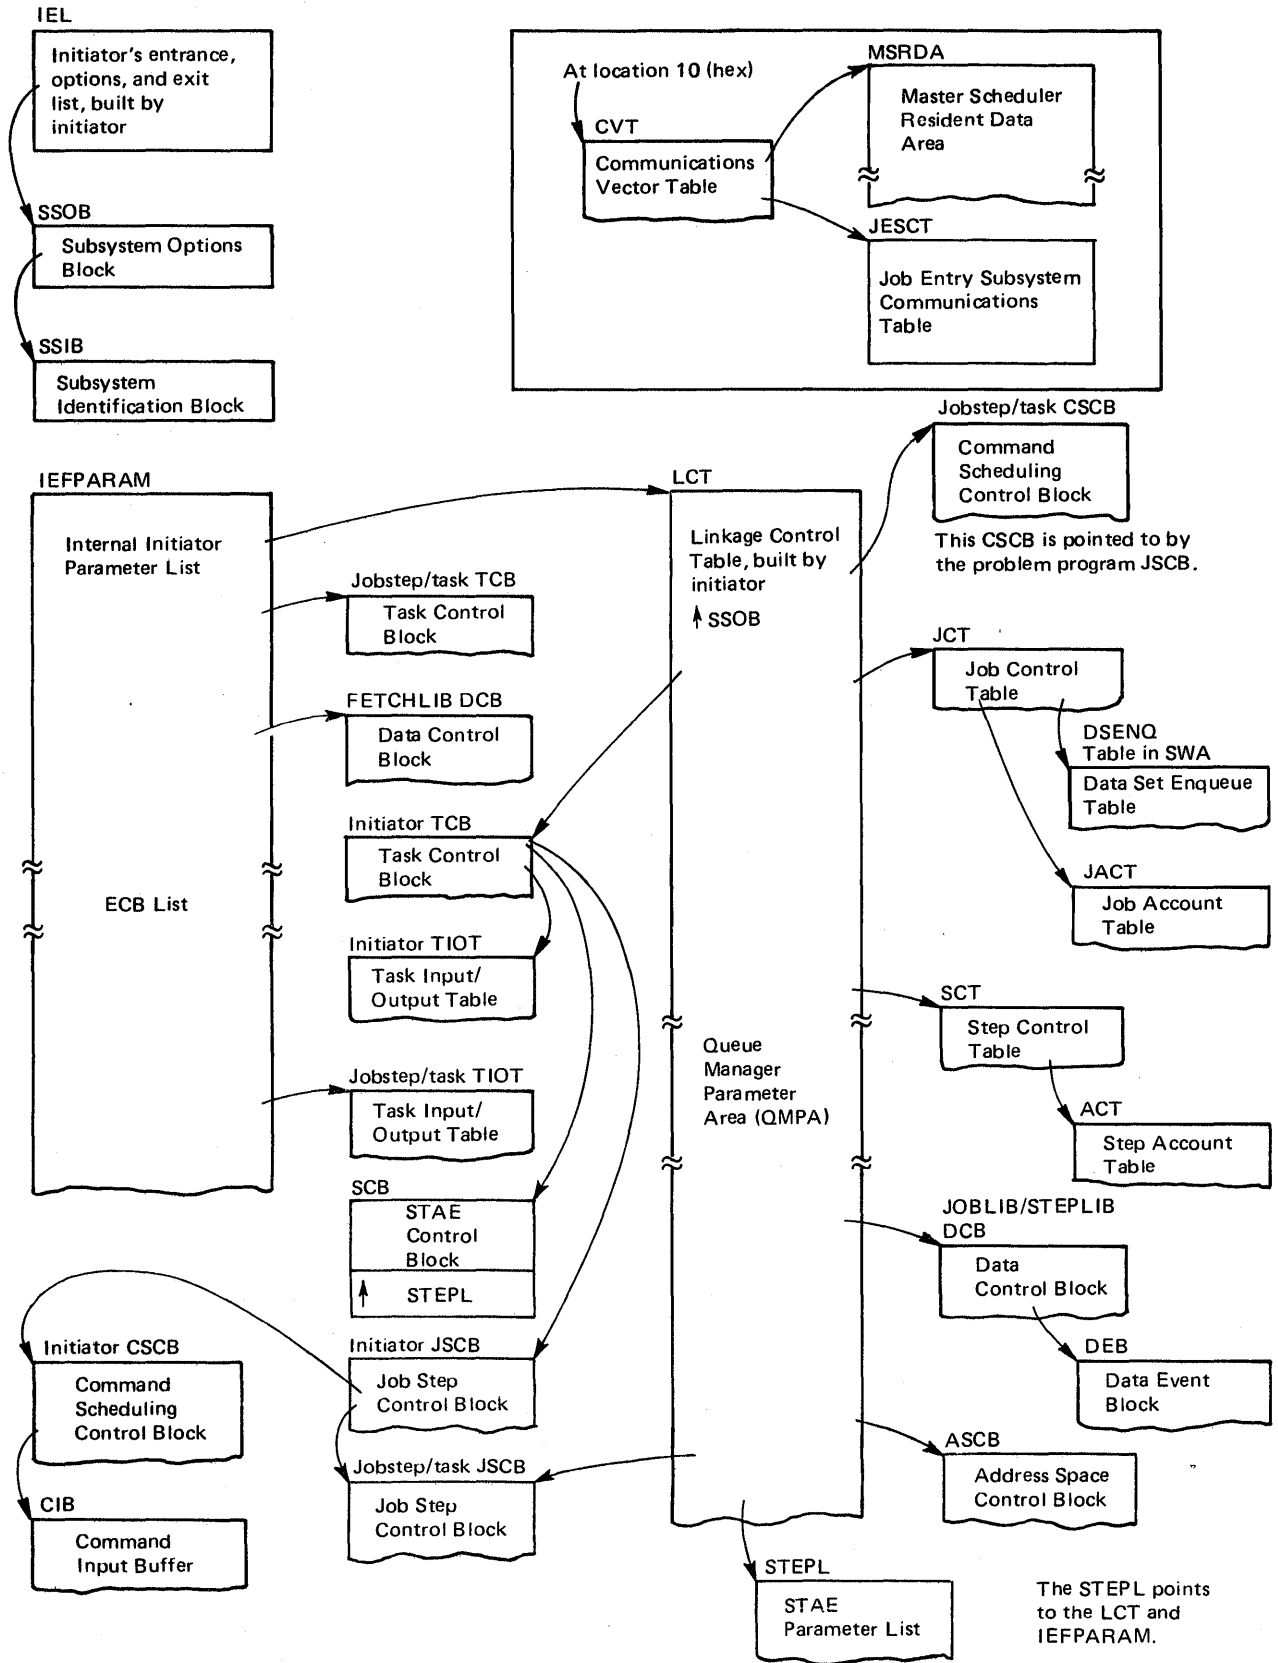 IEL
Initiator's entrance,
options, and exit
list, built by
initiator
SSOB
Subsystem Options
Block
SSIB
Subsystem
Identification Block
At location 10 (hex)
CVT
Communications
Vector Table
MSRDA
Master Scheduler
Resident Data
Area
JESCT
Job Entry Subsystem
Communications
Table
IEFPARAM
Internal Initiator
Parameter List
ECB List
Jobstep/task TCB
Task Control
Block
FETCHLIB DCB
Data Control
Block
Initiator TCB
Task Control
Block
Initiator TIOT
Task Input/
Output Table
Jobstep/task TIOT
Task Input/
Output Table
SCB
STAE
Control
Block
STEPL
Initiator JSCB
Job Step
Control Block
Jobstep/task JSCB
Job Step
Control Block
Initiator CSCB
Command
Scheduling
Control Block
CIB
Command
Input Buffer
LCT
Linkage Control
Table, built by
initiator
↑ SSOB
Queue
Manager
Parameter
Area (QMPA)
Jobstep/task CSCB
Command
Scheduling
Control Block
This CSCB is pointed to by
the problem program JSCB.
JCT
Job Control
Table
DSENQ
Table in SWA
Data Set Enqueue
Table
JACT
Job Account
Table
SCT
Step Control
Table
ACT
Step Account
Table
JOBLIB/STEPLIB
DCB
Data
Control Block
DEB
Data Event
Block
ASCB
Address Space
Control Block
STEPL
STAE
Parameter List
The STEPL points
to the LCT and
IEFPARAM.